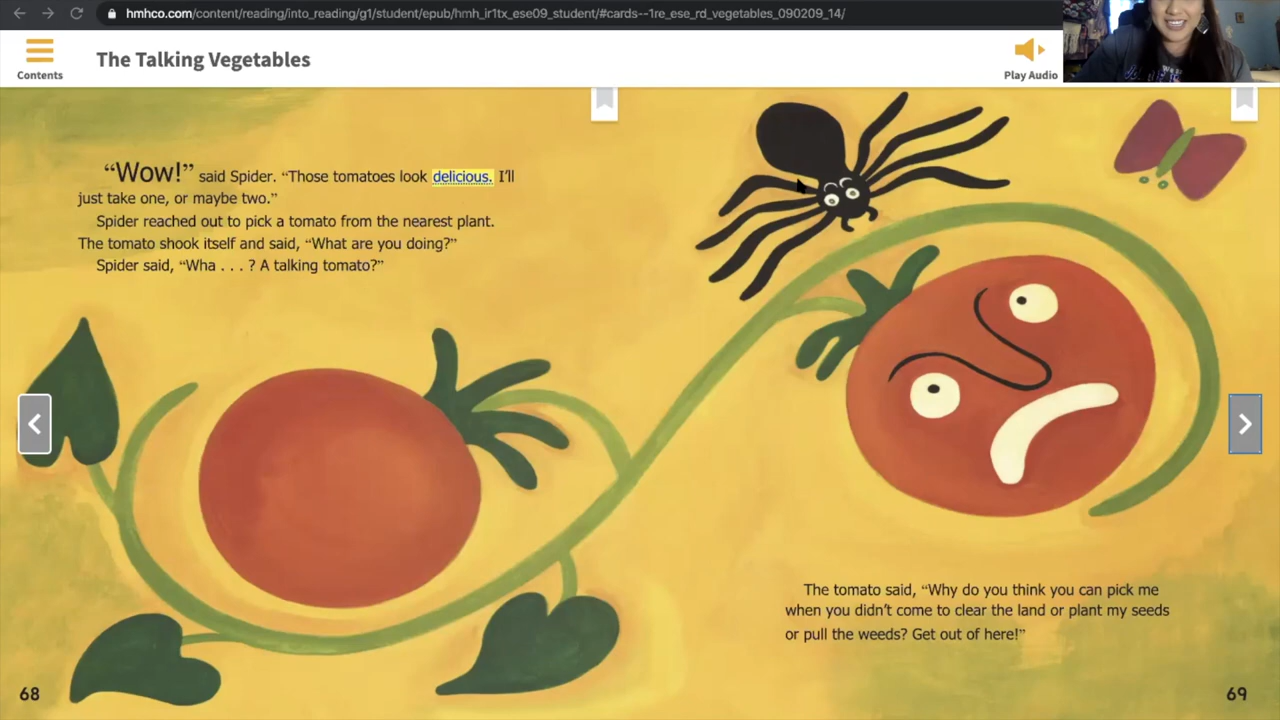 hmhco.com/content/reading/into_reading/g1/student/epub/hmh_ir1tx_ese09_student/#cards--1re_ese_rd_vegetables_090209_14/
Contents
The Talking Vegetables
Play Audio
“Wow!” said Spider. “Those tomatoes look delicious. I’ll
just take one, or maybe two.”
Spider reached out to pick a tomato from the nearest plant.
The tomato shook itself and said, “What are you doing?”
Spider said, “Wha . . . ? A talking tomato?”
The tomato said, “Why do you think you can pick me
when you didn’t come to clear the land or plant my seeds
or pull the weeds? Get out of here!”
68
69